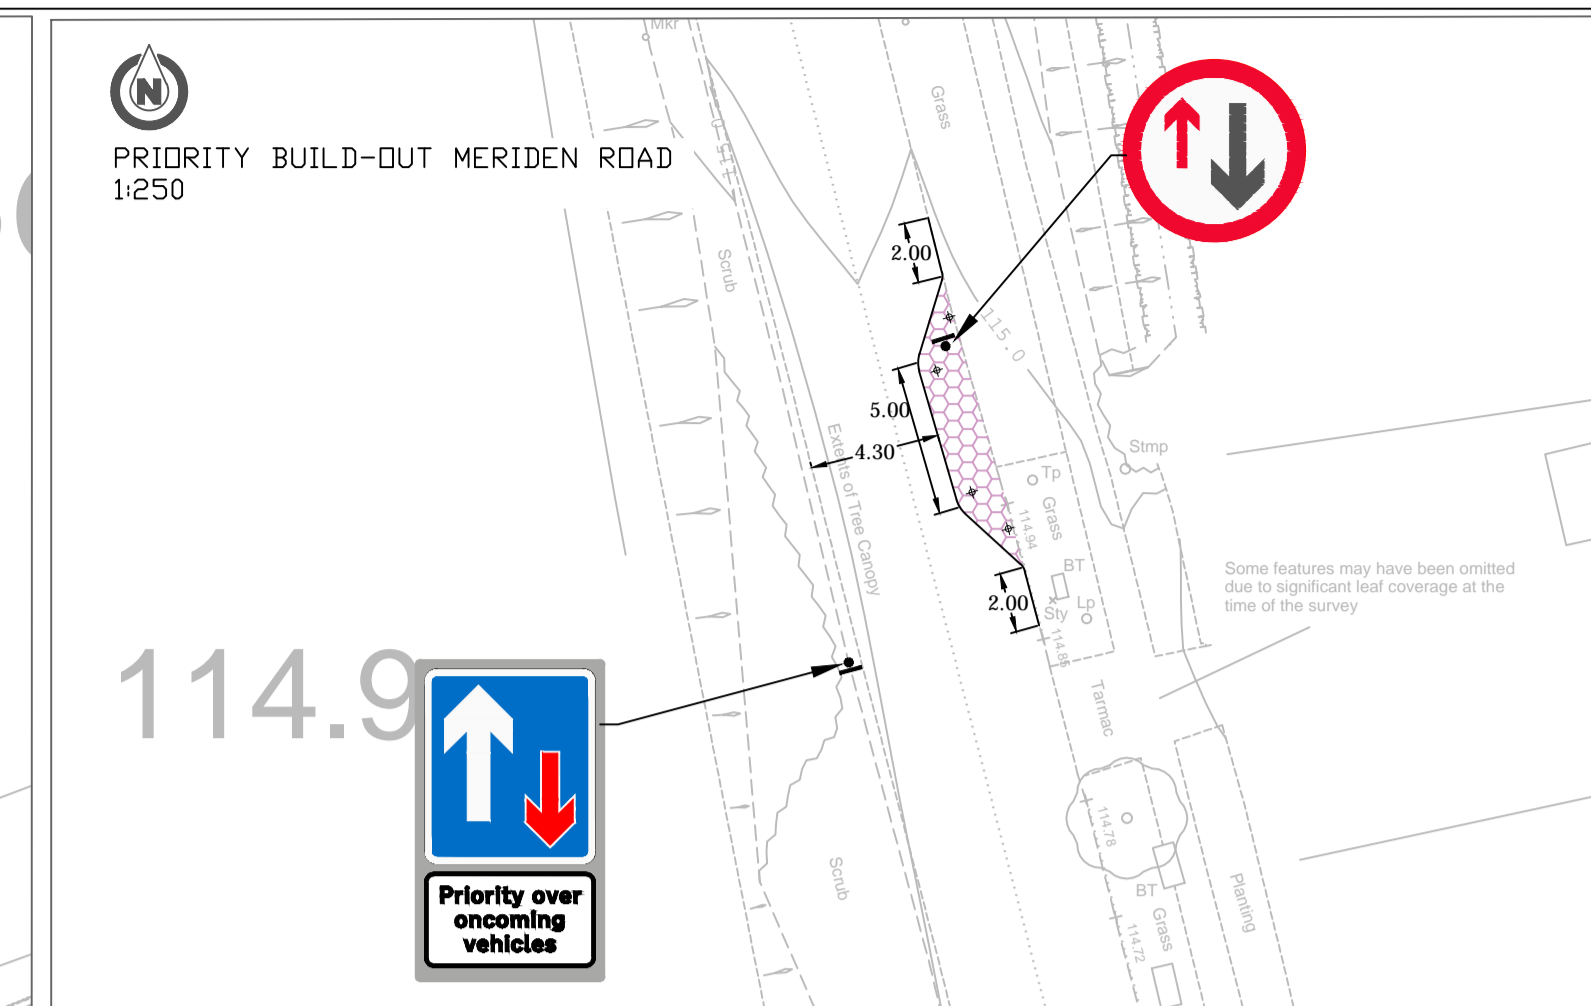 N
PRIORITY BUILD-OUT MERIDEN ROAD
1:250
Mkr
Grass
115.0
Scrub
2.00
115.0
5.00
4.30
Extents of Tree Canopy
Stmp
Tp
Grass
114.94
BT
Sty
Lp
2.00
114.85
Some features may have been omitted
due to significant leaf coverage at the
time of the survey
114.9
Tarmac
Priority over
oncoming
vehicles
Scrub
114.78
BT
Grass
114.72
Planting